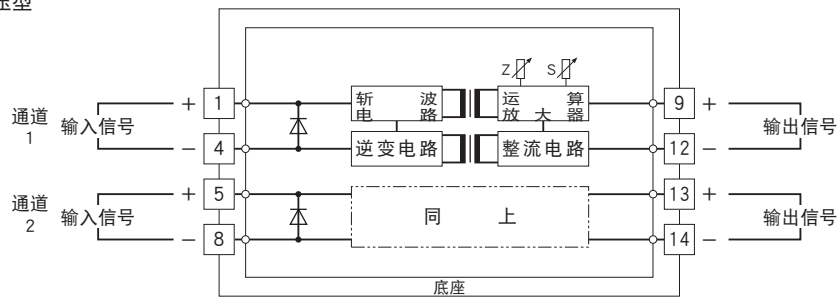 压型
Z S
通道
1
输入信号
+ 1
斩波
电路
运算
放大器
9 +
输出信号
− 4
逆变电路
整流电路
12 −
通道
2
输入信号
+ 5
同上
13 +
输出信号
− 8
14 −
底座